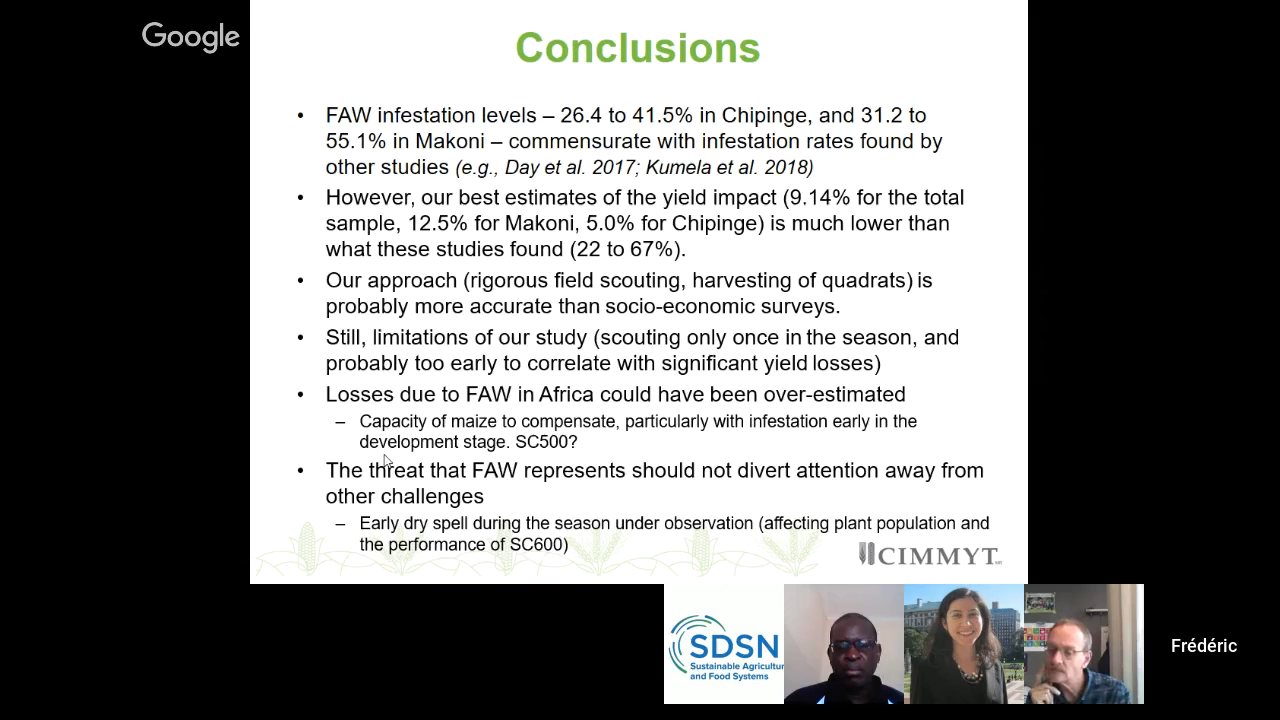 Google
Conclusions
• FAW infestation levels – 26.4 to 41.5% in Chipinge, and 31.2 to
55.1% in Makoni – commensurate with infestation rates found by
other studies (e.g., Day et al. 2017; Kumela et al. 2018)
• However, our best estimates of the yield impact (9.14% for the total
sample, 12.5% for Makoni, 5.0% for Chipinge) is much lower than
what these studies found (22 to 67%).
• Our approach (rigorous field scouting, harvesting of quadrats) is
probably more accurate than socio-economic surveys.
• Still, limitations of our study (scouting only once in the season, and
probably too early to correlate with significant yield losses)
• Losses due to FAW in Africa could have been over-estimated
– Capacity of maize to compensate, particularly with infestation early in the
development stage. SC500?
• The threat that FAW represents should not divert attention away from
other challenges
– Early dry spell during the season under observation (affecting plant population and
the performance of SC600)
CIMMYT
SDSN
Sustainable Agricultur
and Food Systems
Frédéric